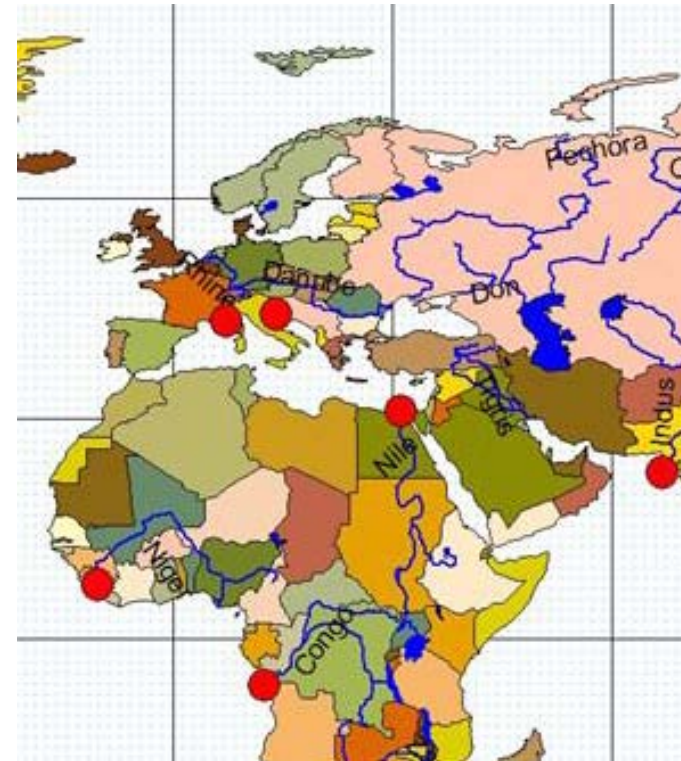 Pechora
Rhine
Danube
Don
Tigris
Indus
Nile
Niger
Congo